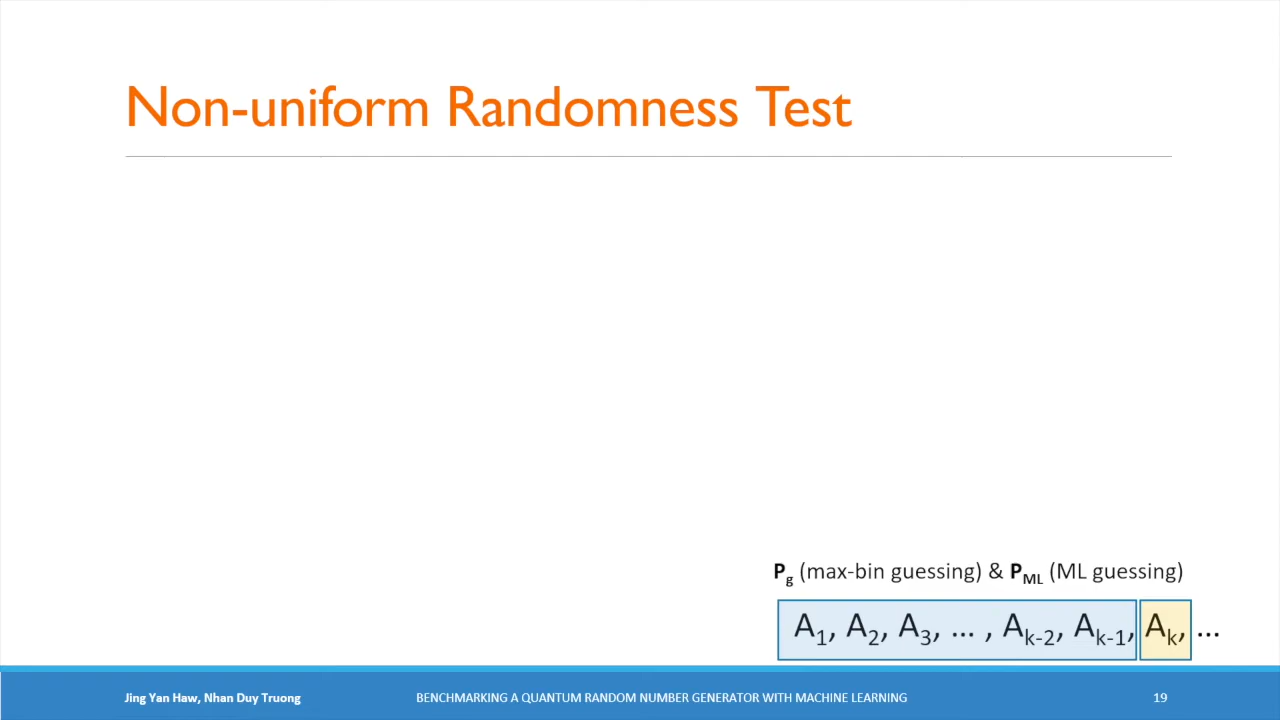 Non-uniform Randomness Test
Pg (max-bin guessing) & PML (ML guessing)
A1, A2, A3, ... , Ak-2, Ak-1, Ak, ...
Jing Yan Haw, Nhan Duy Truong BENCHMARKING A QUANTUM RANDOM NUMBER GENERATOR WITH MACHINE LEARNING 19